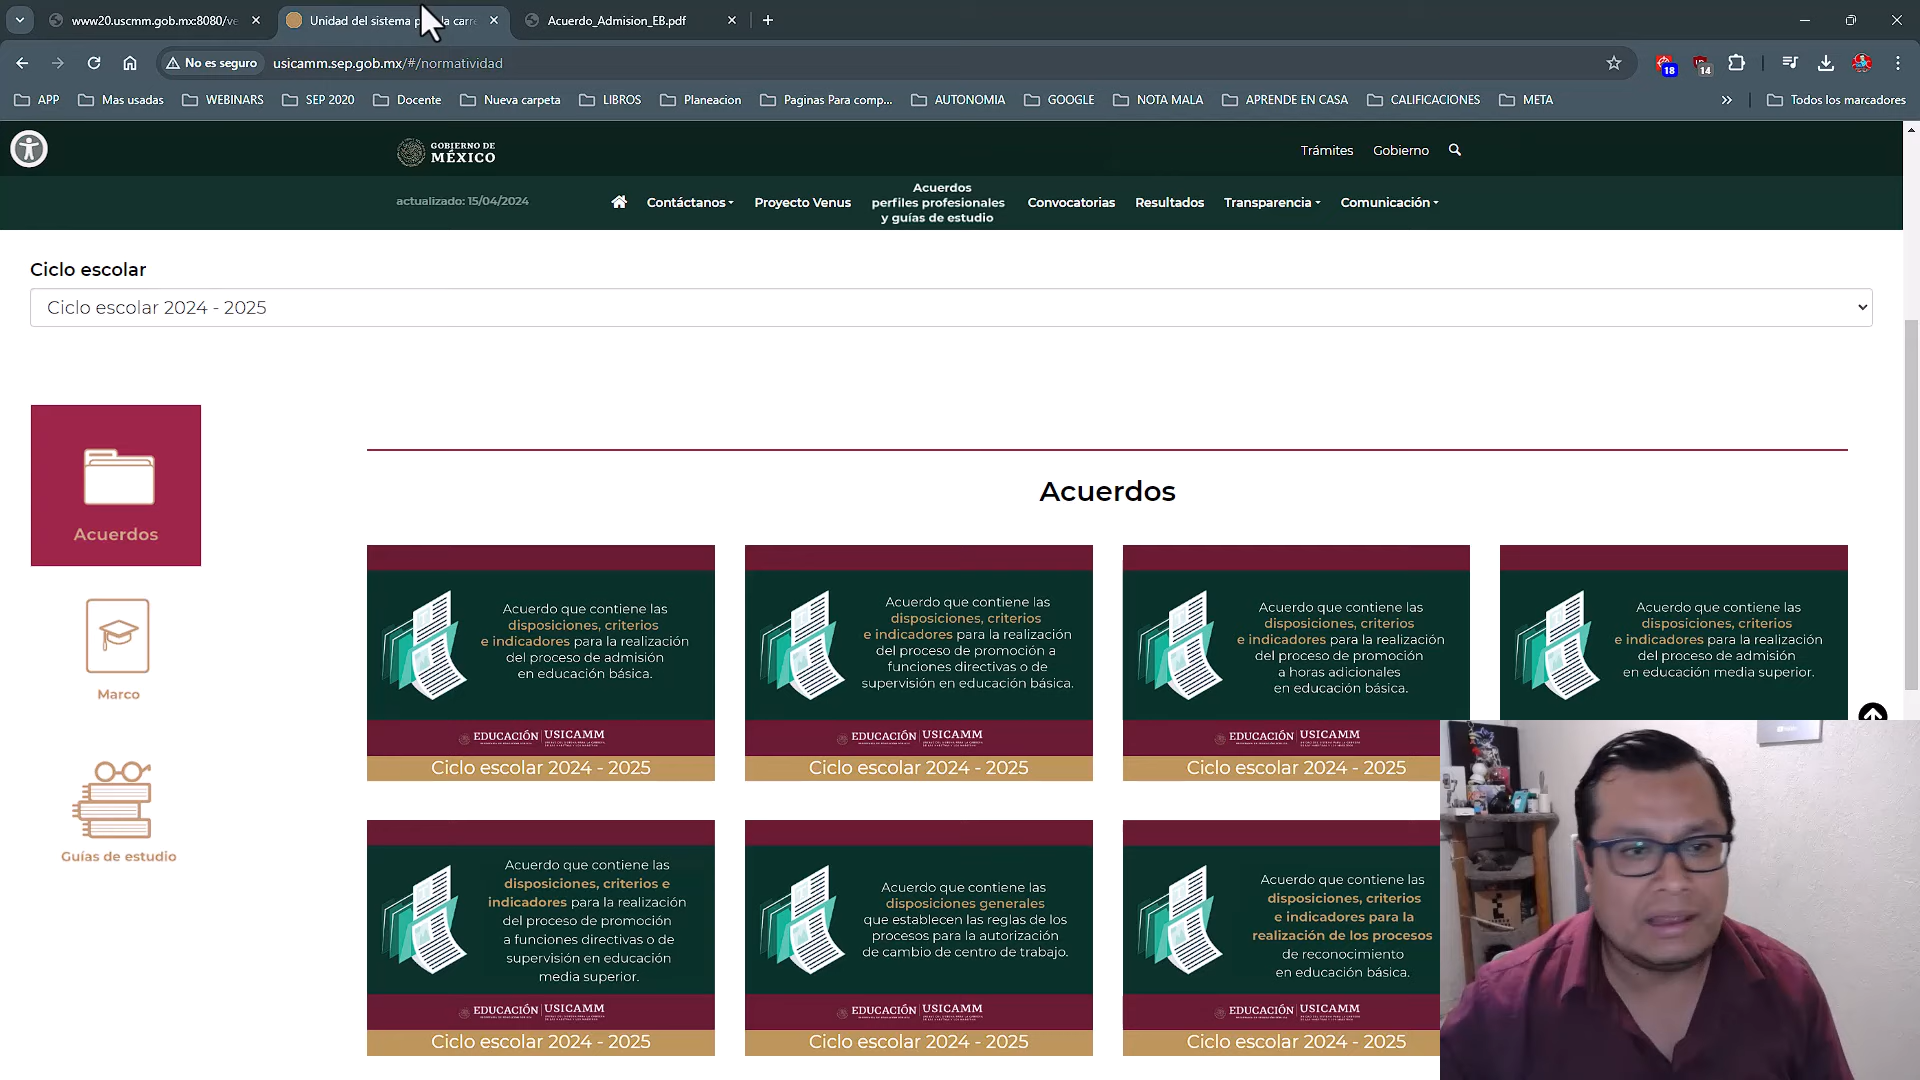 www20.uscmm.gob.mx:8080/ve
Unidad del sistema p la carre
Acuerdo_Admision_EB.pdf
No es seguro
usicamm.sep.gob.mx/#/normatividad
18
14
APP
Mas usadas
WEBINARS
SEP 2020
Docente
Nueva carpeta
LIBROS
Planeacion
Paginas Para comp...
AUTONOMIA
GOOGLE
NOTA MALA
APRENDE EN CASA
CALIFICACIONES
META
Todos los marcadores
GOBIERNO DE
MÉXICO
Trámites
Gobierno
actualizado: 15/04/2024
Contáctanos
Proyecto Venus
Acuerdos
perfiles profesionales
y guías de estudio
Convocatorias
Resultados
Transparencia
Comunicación
Ciclo escolar
Ciclo escolar 2024 - 2025
Acuerdos
Marco
Guías de estudio
Acuerdos
Acuerdo que contiene las
disposiciones, criterios
e indicadores para la realización
del proceso de admisión
en educación básica.
EDUCACIÓN
USICAMM
Ciclo escolar 2024 - 2025
Acuerdo que contiene las
disposiciones, criterios
e indicadores para la realización
del proceso de promoción a
funciones directivas o de
supervisión en educación básica.
EDUCACIÓN
USICAMM
Ciclo escolar 2024 - 2025
Acuerdo que contiene las
disposiciones, criterios
e indicadores para la realización
del proceso de promoción
a horas adicionales
en educación básica.
EDUCACIÓN
USICAMM
Ciclo escolar 2024 - 2025
Acuerdo que contiene las
disposiciones, criterios
e indicadores para la realización
del proceso de admisión
en educación media superior.
Acuerdo que contiene las
disposiciones, criterios e
indicadores para la realización
del proceso de promoción
a funciones directivas o de
supervisión en educación
media superior.
EDUCACIÓN
USICAMM
Ciclo escolar 2024 - 2025
Acuerdo que contiene las
disposiciones generales
que establecen las reglas de los
procesos para la autorización
de cambio de centro de trabajo.
EDUCACIÓN
USICAMM
Ciclo escolar 2024 - 2025
Acuerdo que contiene las
disposiciones, criterios
e indicadores para la
realización de los procesos
de reconocimiento
en educación básica.
EDUCACIÓN
USICAMM
Ciclo escolar 2024 - 2025